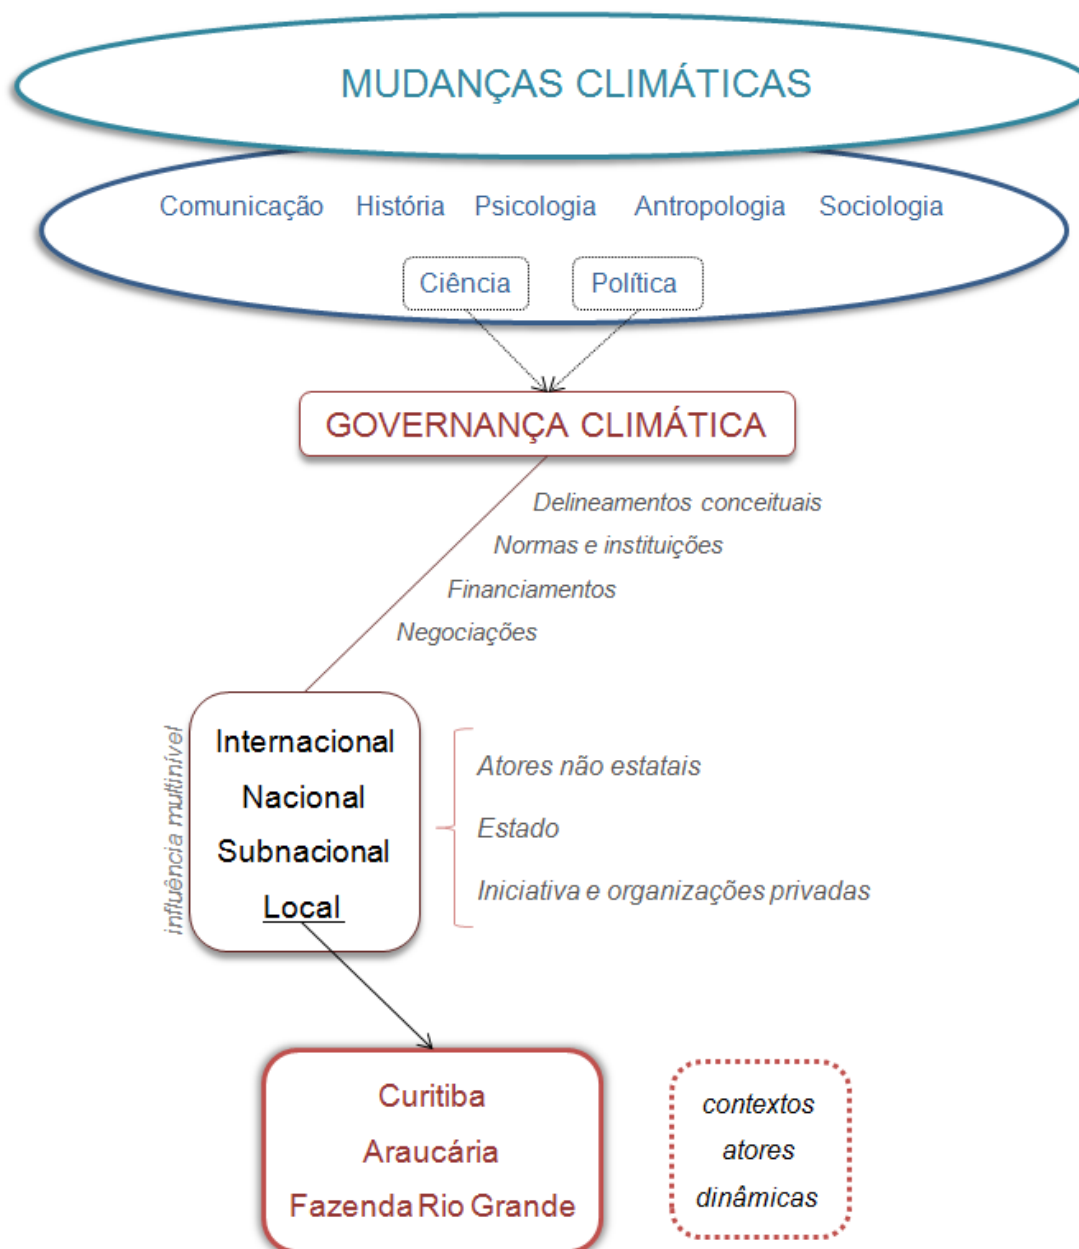 MUDANÇAS CLIMÁTICAS
Comunicação História Psicologia Antropologia Sociologia
Ciência Política
GOVERNANÇA CLIMÁTICA
Delineamentos conceituais
Normas e instituições
Financiamentos
Negociações
influência multinível
Internacional
Nacional
Subnacional
Local
Atores não estatais
Estado
Iniciativa e organizações privadas
Curitiba
Araucária
Fazenda Rio Grande
contextos
atores
dinâmicas